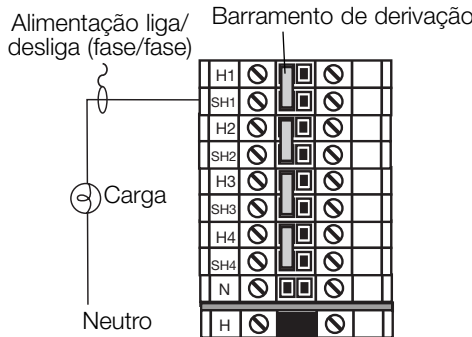 Alimentação liga/
desliga (fase/fase)
Barramento de derivação
H1
SH1
H2
SH2
H3
SH3
H4
SH4
N
H
Carga
Neutro